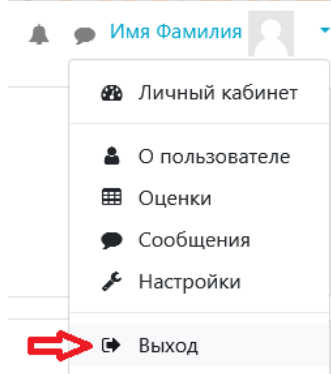 Имя Фамилия
Личный кабинет
О пользователе
Оценки
Сообщения
Настройки
Выход